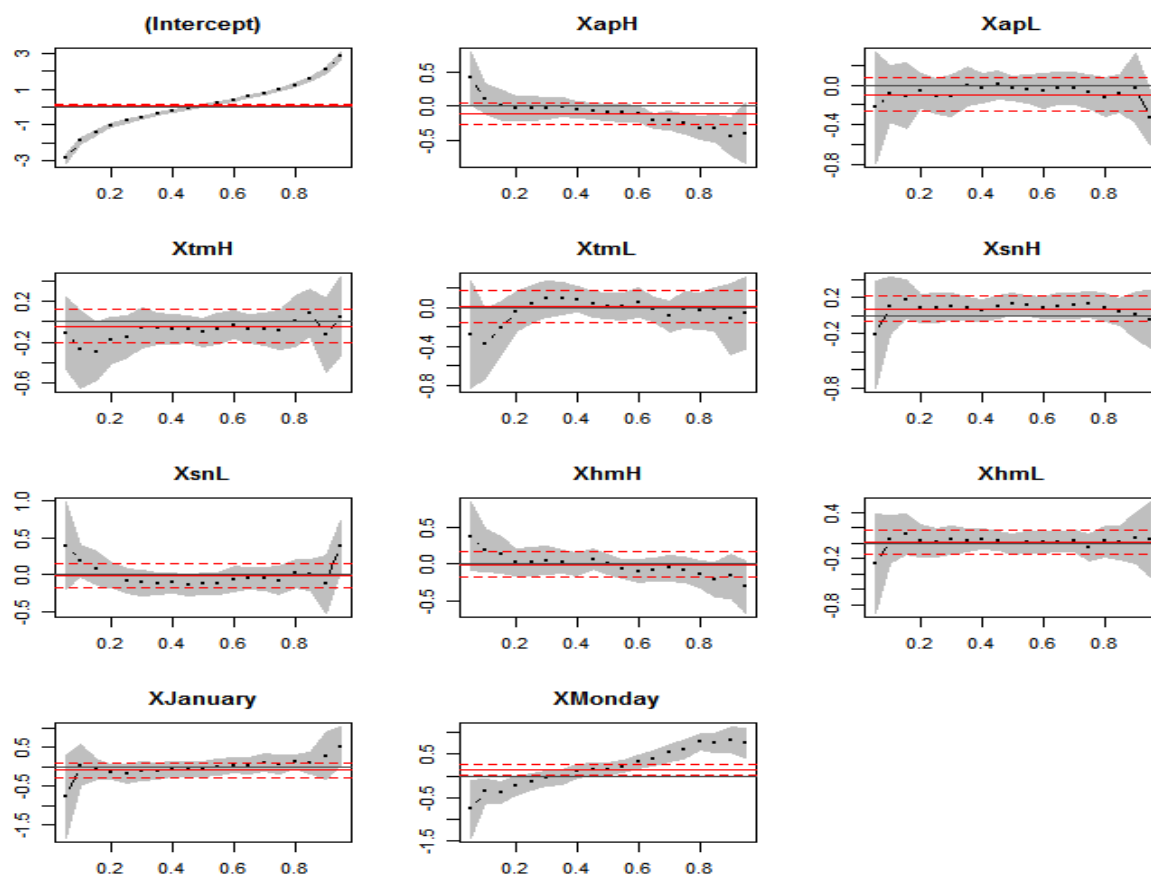 (Intercept) XapH XapL
3 1 -1 -3
0.5 0.0 -0.5
0.0 -0.4 -0.8
0.2 0.4 0.6 0.8 0.2 0.4 0.6 0.8 0.2 0.4 0.6 0.8
XtmH XtmL XsnH
0.2 -0.2 -0.6
0.0 -0.4 -0.8
0.2 -0.2 -0.8
0.2 0.4 0.6 0.8 0.2 0.4 0.6 0.8 0.2 0.4 0.6 0.8
XsnL XhmH XhmL
1.0 0.5 0.0 -0.5
0.5 0.0 -0.5
0.4 -0.2 -0.8
0.2 0.4 0.6 0.8 0.2 0.4 0.6 0.8 0.2 0.4 0.6 0.8
XJanuary XMonday
0.5 -0.5 -1.5
0.5 -0.5 -1.5
0.2 0.4 0.6 0.8 0.2 0.4 0.6 0.8